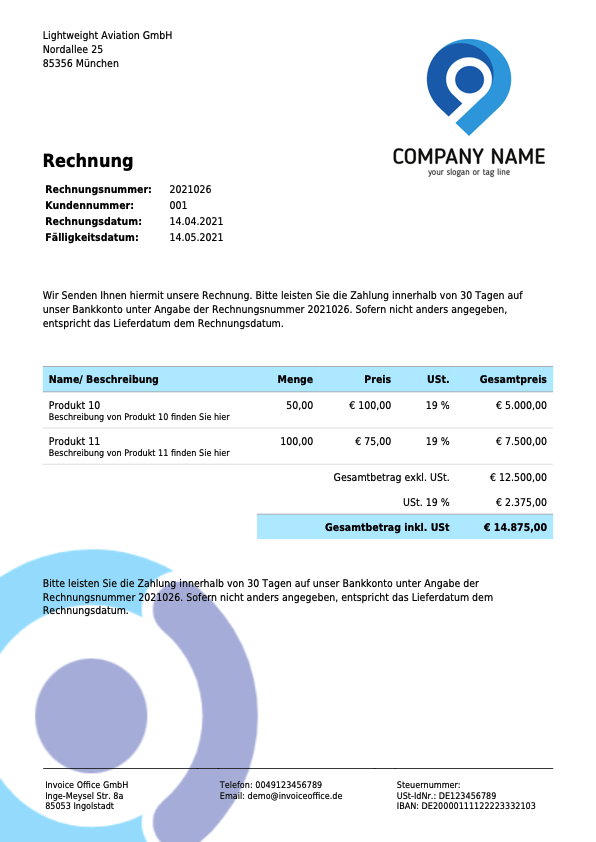 Lightweight Aviation GmbH
Nordallee 25
85356 München
COMPANY NAME
your slogan or tag line
Rechnung
Rechnungsnummer: 2021026
Kundennummer: 001
Rechnungsdatum: 14.04.2021
Fälligkeitsdatum: 14.05.2021
Wir Senden Ihnen hiermit unsere Rechnung. Bitte leisten Sie die Zahlung innerhalb von 30 Tagen auf
unser Bankkonto unter Angabe der Rechnungsnummer 2021026. Sofern nicht anders angegeben,
entspricht das Lieferdatum dem Rechnungsdatum.
Name/ Beschreibung Menge Preis USt. Gesamtpreis
Produkt 10 50,00 € 100,00 19 % € 5.000,00
Beschreibung von Produkt 10 finden Sie hier
Produkt 11 100,00 € 75,00 19 % € 7.500,00
Beschreibung von Produkt 11 finden Sie hier
Gesamtbetrag exkl. USt. € 12.500,00
USt. 19 % € 2.375,00
Gesamtbetrag inkl. USt € 14.875,00
Bitte leisten Sie die Zahlung innerhalb von 30 Tagen auf unser Bankkonto unter Angabe der
Rechnungsnummer 2021026. Sofern nicht anders angegeben, entspricht das Lieferdatum dem
Rechnungsdatum.
Invoice Office GmbH Telefon: 0049123456789 Steuernummer:
Inge-Meysel Str. 8a Email: demo@invoiceoffice.de USt-IdNr.: DE123456789
85053 Ingolstadt IBAN: DE20000111122223332103